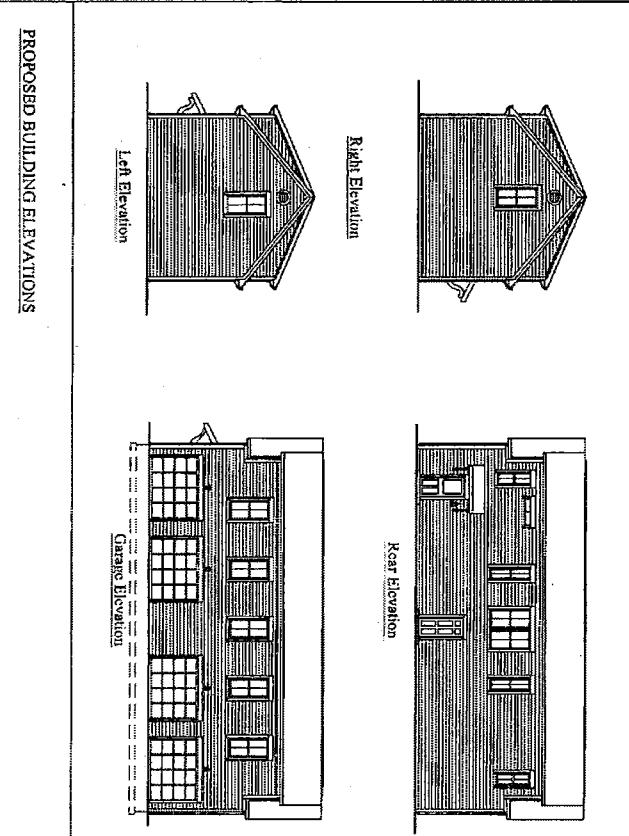 Right Elevation
Rear Elevation
Left Elevation
Garage Elevation
PROPOSED BUILDING ELEVATIONS